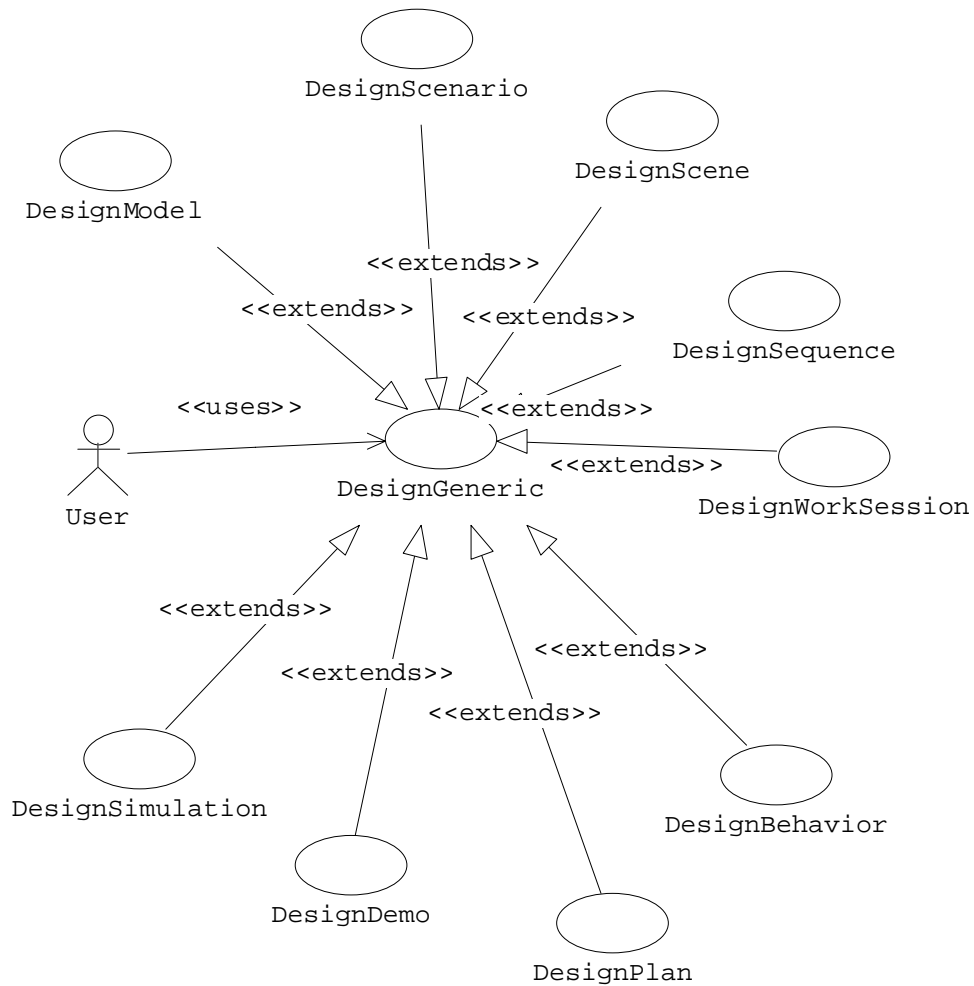 DesignScenario
DesignScene
DesignModel
<<extends>>
<<extends>>
<<extends>>
DesignSequence
<<uses>>
<<extends>>
<<extends>>
DesignGeneric
DesignWorkSession
User
<<extends>>
<<extends>>
<<extends>>
<<extends>>
DesignSimulation
DesignBehavior
DesignDemo
DesignPlan